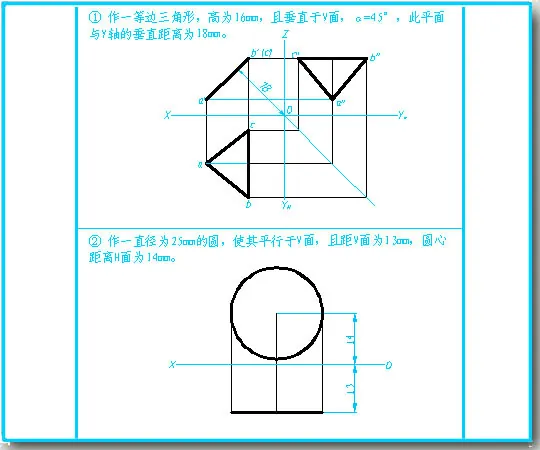 ① 作一等边三角形，高为16mm，且垂直于V面，α=45°，此平面
与Y轴的垂直距离为18mm。
Z
b'(c') c" b"
a' 18 O a"
X Y
c
a
b Y_H
② 作一直径为25mm的圆，使其平行于V面，且距V面为13mm，圆心
距离H面为14mm。
14
X O
13